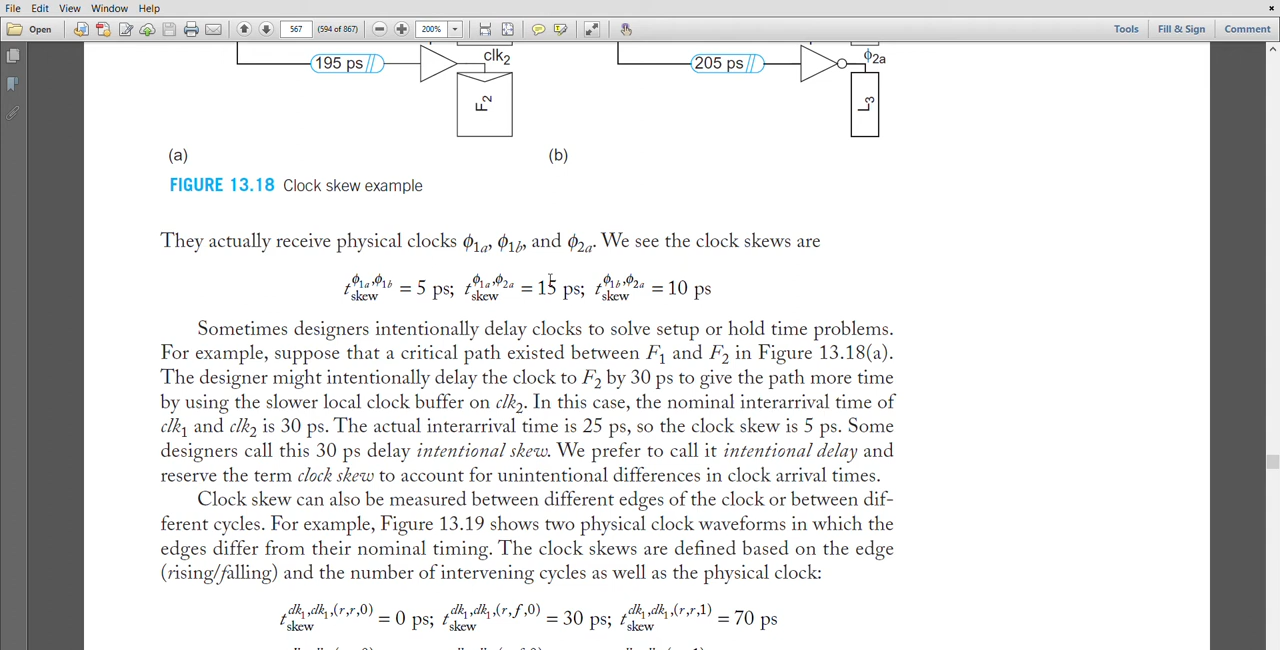 File Edit View Window Help
Open 567 (594 of 867) 200% Tools Fill & Sign Comment
195 ps clk2 205 ps ϕ2a
F2 L3
(a) (b)
FIGURE 13.18 Clock skew example
They actually receive physical clocks ϕ1a, ϕ1b, and ϕ2a. We see the clock skews are
t skew ϕ1a,ϕ1b = 5 ps; t skew ϕ1a,ϕ2a = 15 ps; t skew ϕ1b,ϕ2a = 10 ps
Sometimes designers intentionally delay clocks to solve setup or hold time problems.
For example, suppose that a critical path existed between F1 and F2 in Figure 13.18(a).
The designer might intentionally delay the clock to F2 by 30 ps to give the path more time
by using the slower local clock buffer on clk2. In this case, the nominal interarrival time of
clk1 and clk2 is 30 ps. The actual interarrival time is 25 ps, so the clock skew is 5 ps. Some
designers call this 30 ps delay intentional skew. We prefer to call it intentional delay and
reserve the term clock skew to account for unintentional differences in clock arrival times.
Clock skew can also be measured between different edges of the clock or between dif-
ferent cycles. For example, Figure 13.19 shows two physical clock waveforms in which the
edges differ from their nominal timing. The clock skews are defined based on the edge
(rising/falling) and the number of intervening cycles as well as the physical clock:
t skew clk1,clk1,(r,r,0) = 0 ps; t skew clk1,clk1,(r,f,0) = 30 ps; t skew clk1,clk1,(r,r,1) = 70 ps